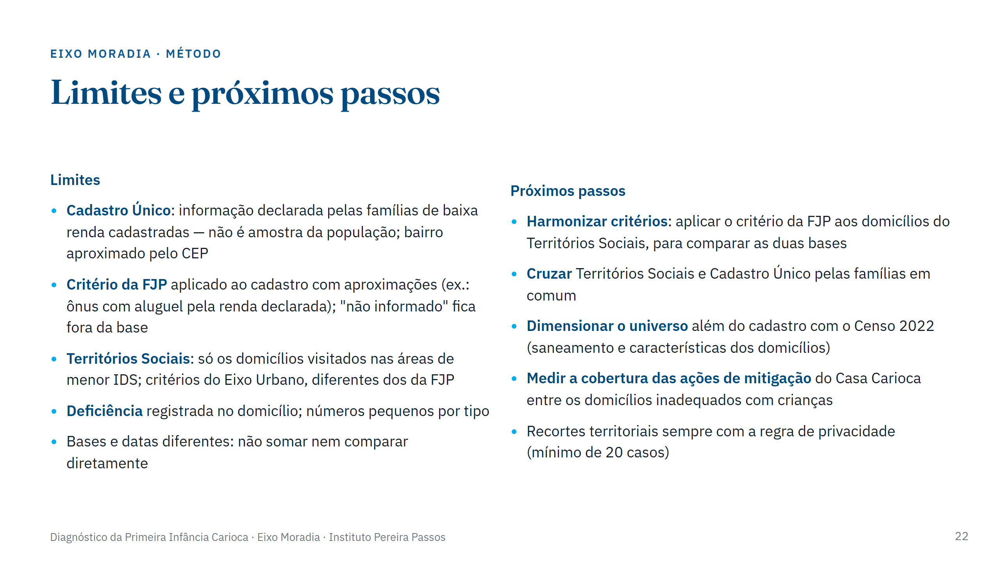 EIXO MORADIA · MÉTODO
Limites e próximos passos
Limites
• Cadastro Único: informação declarada pelas famílias de baixa
renda cadastradas — não é amostra da população; bairro
aproximado pelo CEP
• Critério da FJP aplicado ao cadastro com aproximações (ex.:
ônus com aluguel pela renda declarada); "não informado" fica
fora da base
• Territórios Sociais: só os domicílios visitados nas áreas de
menor IDS; critérios do Eixo Urbano, diferentes dos da FJP
• Deficiência registrada no domicílio; números pequenos por tipo
• Bases e datas diferentes: não somar nem comparar
diretamente
Próximos passos
• Harmonizar critérios: aplicar o critério da FJP aos domicílios do
Territórios Sociais, para comparar as duas bases
• Cruzar Territórios Sociais e Cadastro Único pelas famílias em
comum
• Dimensionar o universo além do cadastro com o Censo 2022
(saneamento e características dos domicílios)
• Medir a cobertura das ações de mitigação do Casa Carioca
entre os domicílios inadequados com crianças
• Recortes territoriais sempre com a regra de privacidade
(mínimo de 20 casos)
Diagnóstico da Primeira Infância Carioca · Eixo Moradia · Instituto Pereira Passos
22